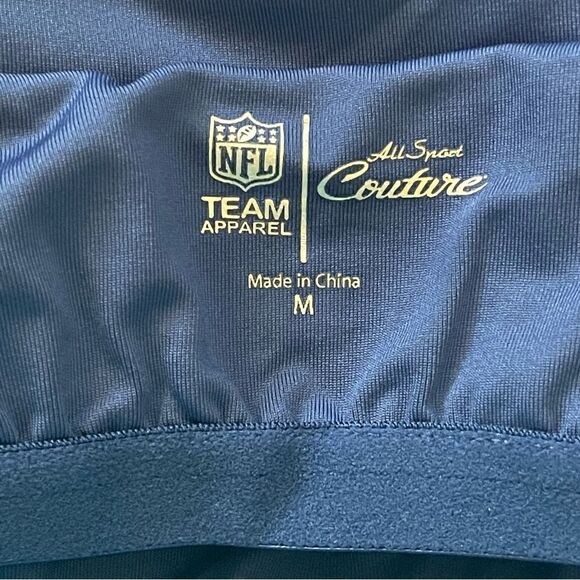 NFL
TEAM
APPAREL
All Sport
Couture
Made in China
M